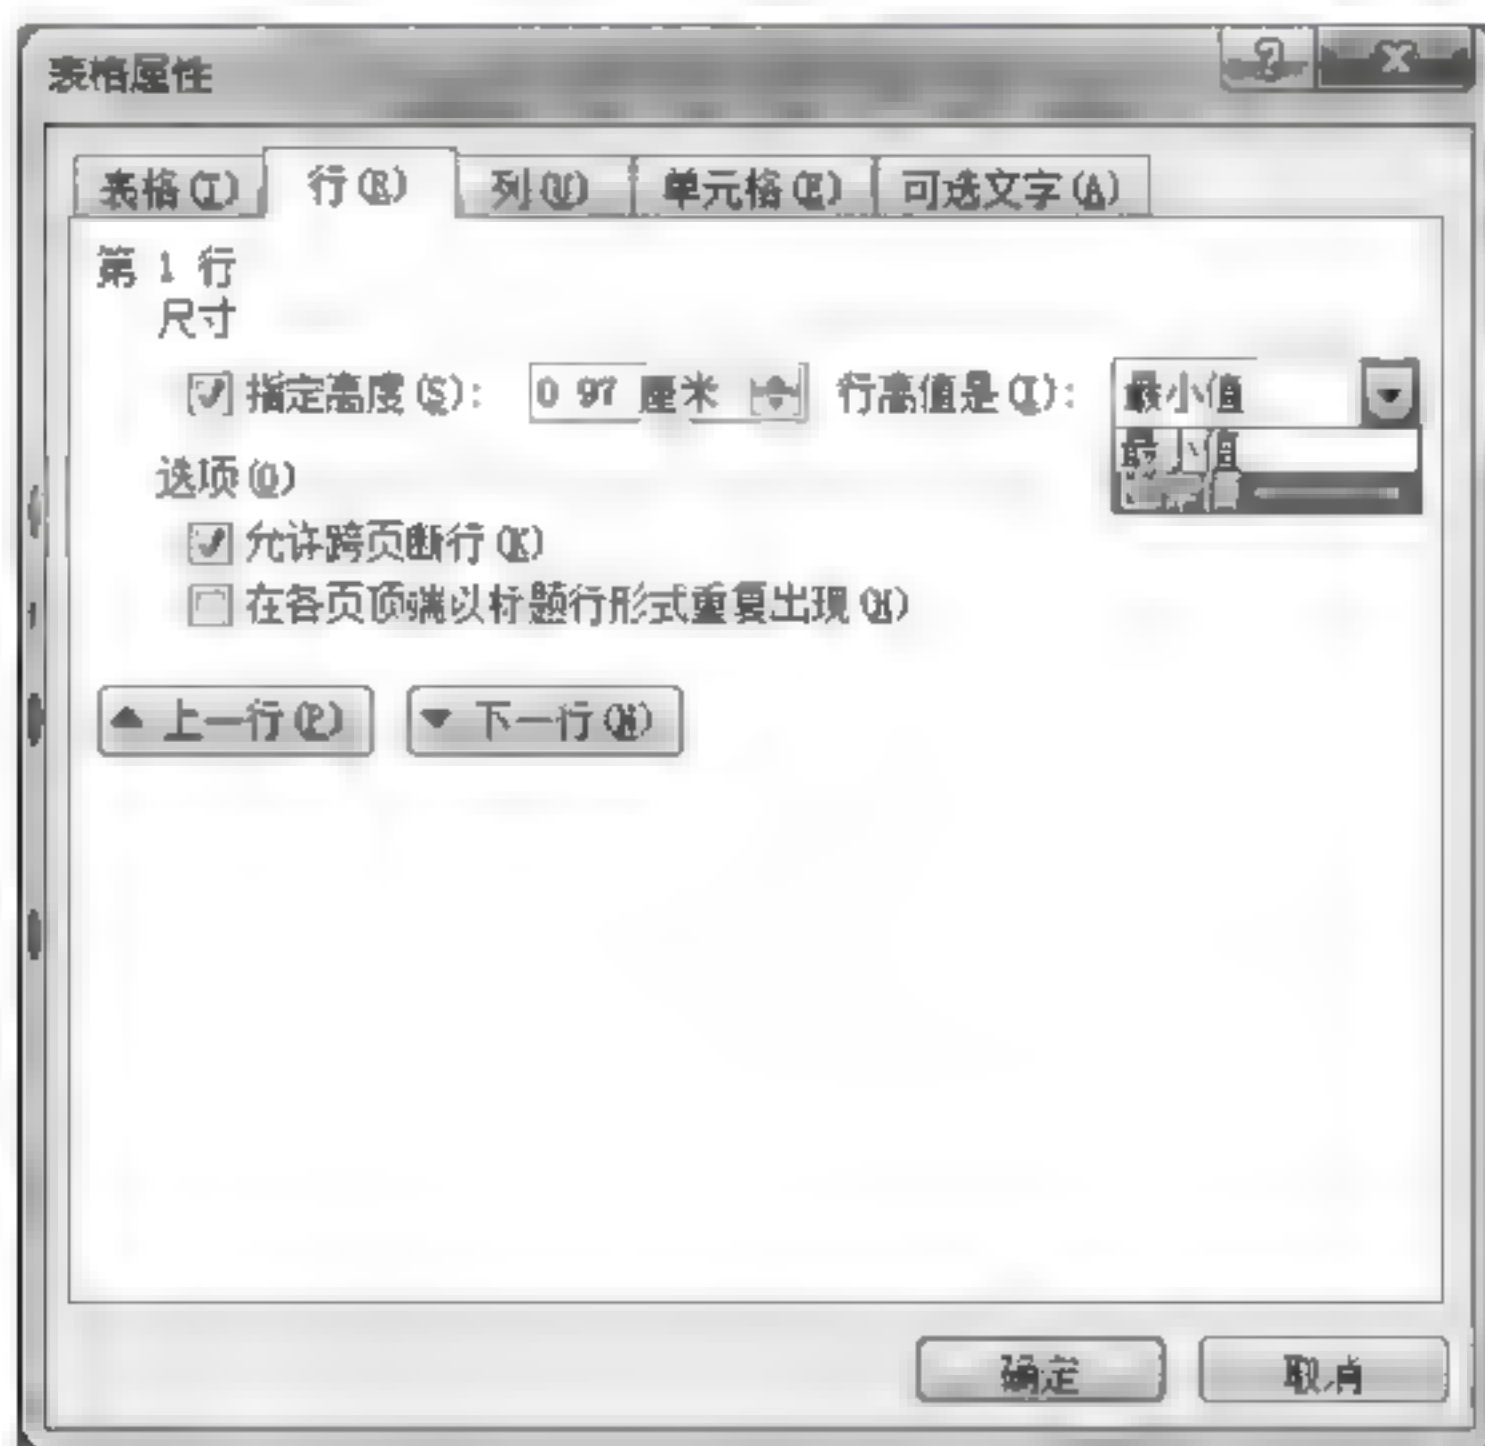 表格属性
表格(T) 行(R) 列(U) 单元格(E) 可选文字(A)
第 1 行
尺寸
指定高度(S): 0 97 厘米 行高值是(I): 最小值
最小值
选项(O)
允许跨页断行(K)
在各页顶端以标题行形式重复出现(H)
上一行(P) 下一行(N)
确定 取消